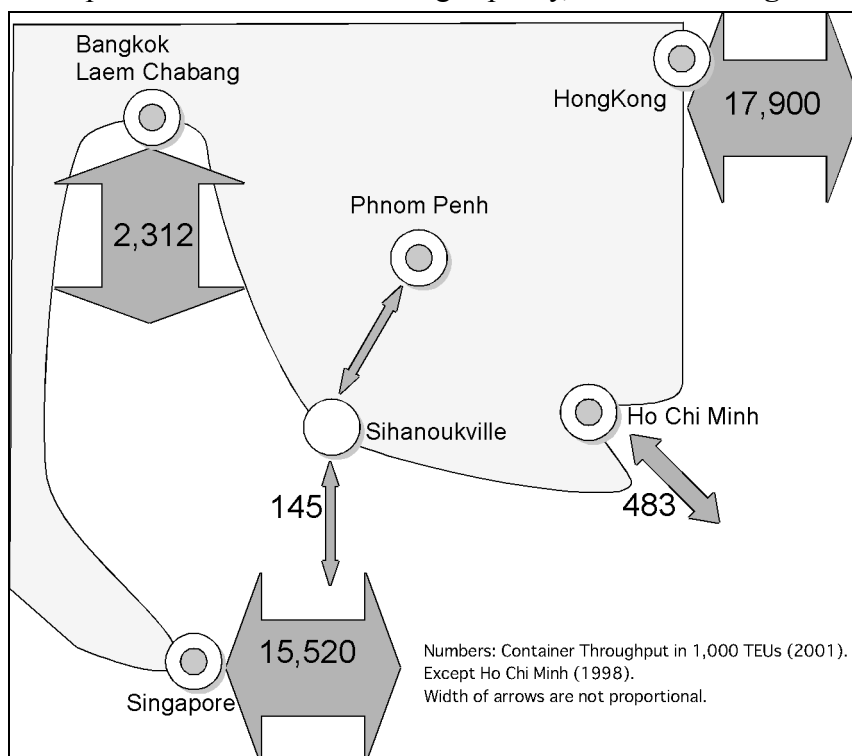 Bangkok
Laem Chabang
HongKong
17,900
2,312
Phnom Penh
Sihanoukville
Ho Chi Minh
145
483
15,520
Singapore
Numbers: Container Throughput in 1,000 TEUs (2001).
Except Ho Chi Minh (1998).
Width of arrows are not proportional.